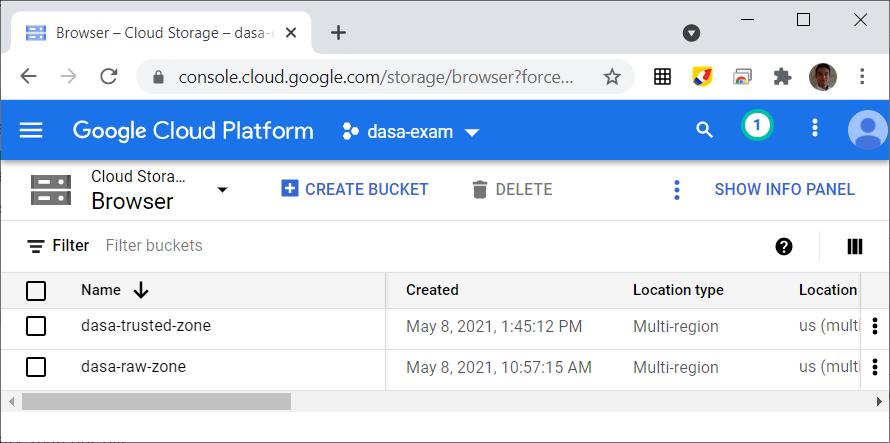 Browser – Cloud Storage – dasa-e
console.cloud.google.com/storage/browser?force...
Google Cloud Platform
dasa-exam
1
Cloud Stora...
Browser
CREATE BUCKET
DELETE
SHOW INFO PANEL
Filter
Filter buckets
Name
Created
Location type
Location
dasa-trusted-zone
May 8, 2021, 1:45:12 PM
Multi-region
us (multi
dasa-raw-zone
May 8, 2021, 10:57:15 AM
Multi-region
us (multi